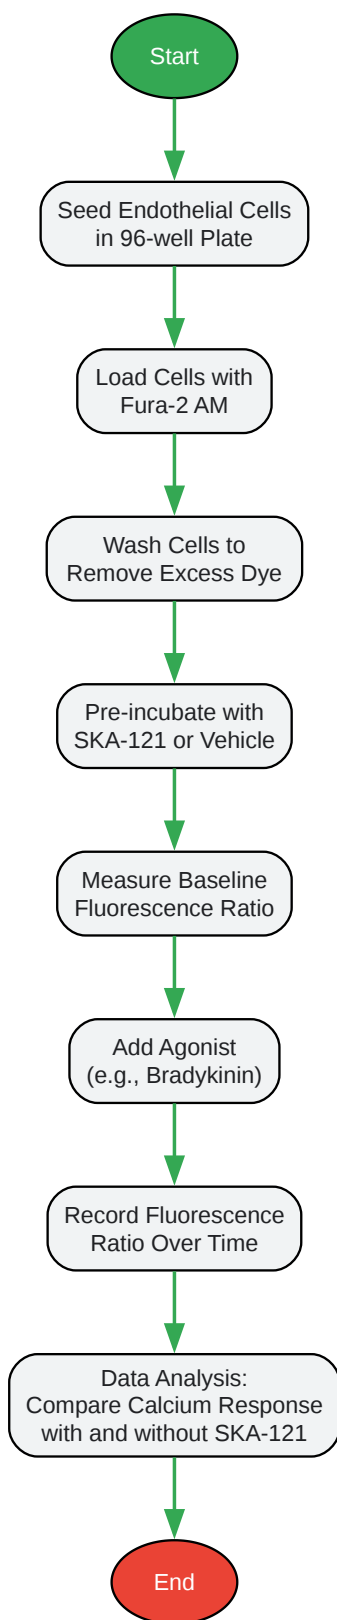 Start
Seed Endothelial Cells
in 96-well Plate
Load Cells with
Fura-2 AM
Wash Cells to
Remove Excess Dye
Pre-incubate with
SKA-121 or Vehicle
Measure Baseline
Fluorescence Ratio
Add Agonist
(e.g., Bradykinin)
Record Fluorescence
Ratio Over Time
Data Analysis:
Compare Calcium Response
with and without SKA-121
End